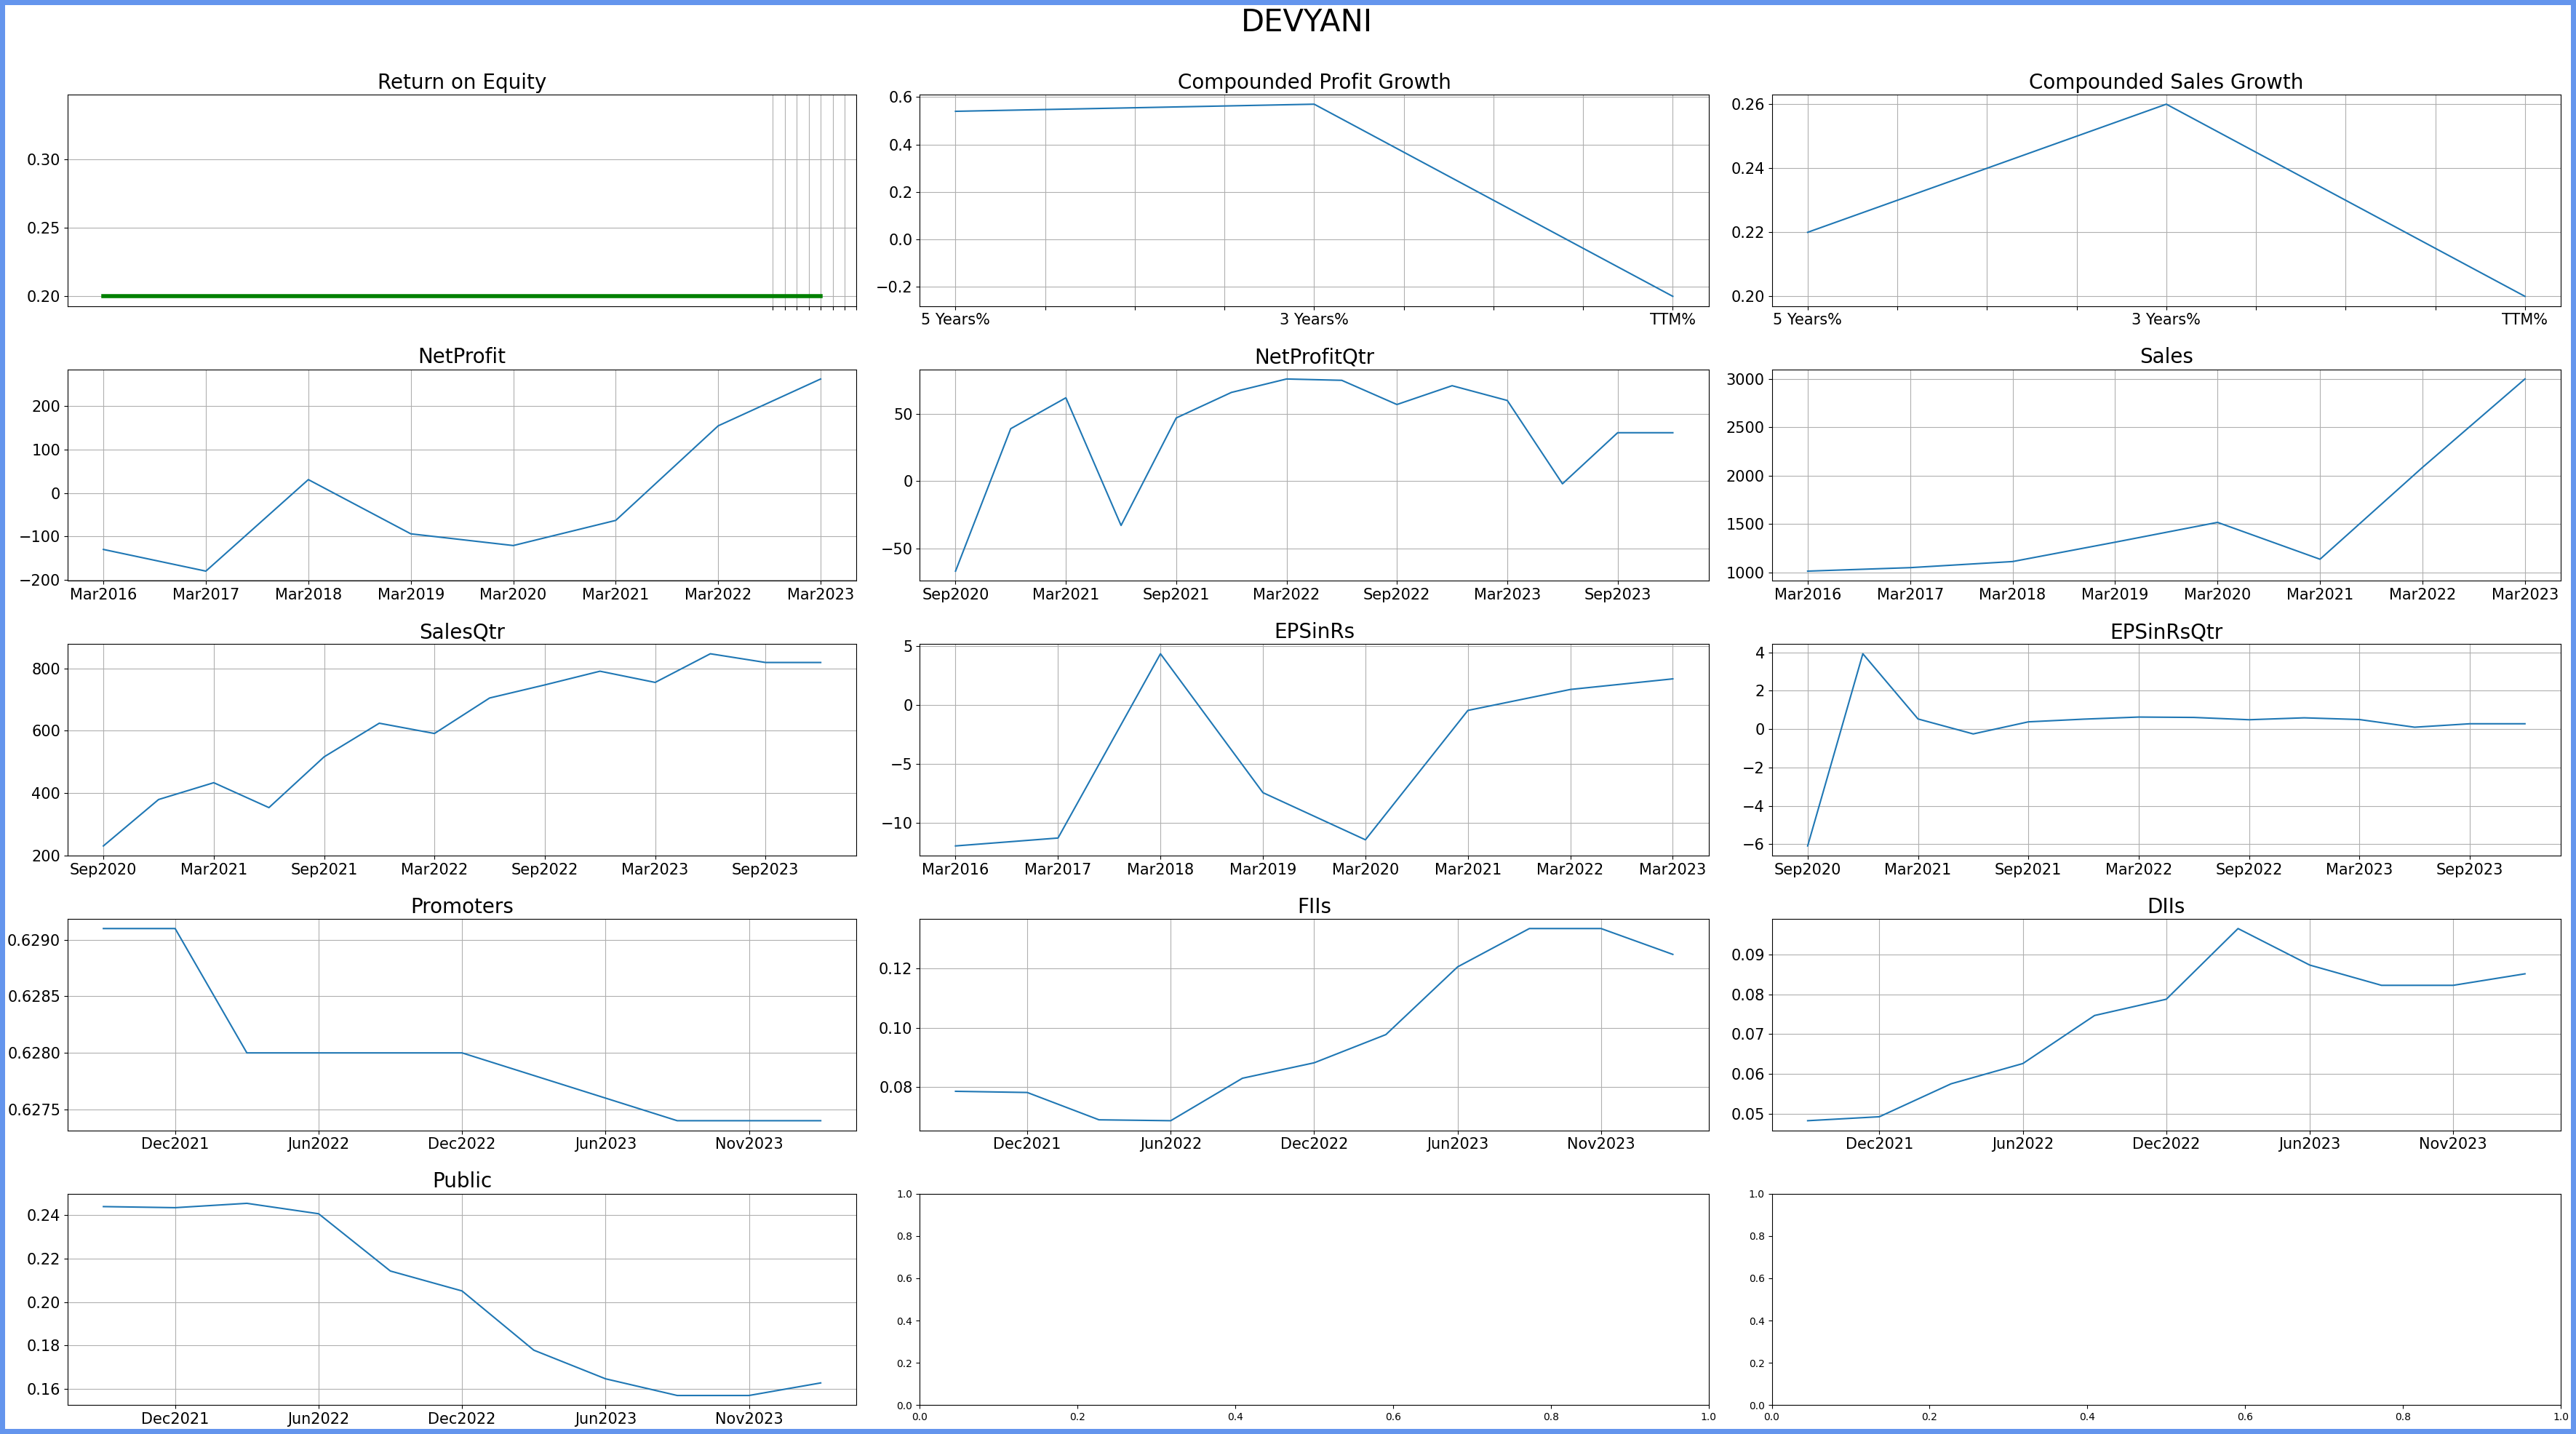 DEVYANI
Return on Equity
0.30
0.25
0.20
Compounded Profit Growth
0.6
0.4
0.2
0.0
−0.2
5 Years% 3 Years% TTM%
Compounded Sales Growth
0.26
0.24
0.22
0.20
5 Years% 3 Years% TTM%
NetProfit
200
100
0
−100
−200
Mar2016 Mar2017 Mar2018 Mar2019 Mar2020 Mar2021 Mar2022 Mar2023
NetProfitQtr
50
0
−50
Sep2020 Mar2021 Sep2021 Mar2022 Sep2022 Mar2023 Sep2023
Sales
3000
2500
2000
1500
1000
Mar2016 Mar2017 Mar2018 Mar2019 Mar2020 Mar2021 Mar2022 Mar2023
SalesQtr
800
600
400
200
Sep2020 Mar2021 Sep2021 Mar2022 Sep2022 Mar2023 Sep2023
EPSinRs
5
0
−5
−10
Mar2016 Mar2017 Mar2018 Mar2019 Mar2020 Mar2021 Mar2022 Mar2023
EPSinRsQtr
4
2
0
−2
−4
−6
Sep2020 Mar2021 Sep2021 Mar2022 Sep2022 Mar2023 Sep2023
Promoters
0.6290
0.6285
0.6280
0.6275
Dec2021 Jun2022 Dec2022 Jun2023 Nov2023
FIIs
0.12
0.10
0.08
Dec2021 Jun2022 Dec2022 Jun2023 Nov2023
DIIs
0.09
0.08
0.07
0.06
0.05
Dec2021 Jun2022 Dec2022 Jun2023 Nov2023
Public
0.24
0.22
0.20
0.18
0.16
Dec2021 Jun2022 Dec2022 Jun2023 Nov2023
1.0
0.8
0.6
0.4
0.2
0.0
0.0 0.2 0.4 0.6 0.8 1.0
1.0
0.8
0.6
0.4
0.2
0.0
0.0 0.2 0.4 0.6 0.8 1.0